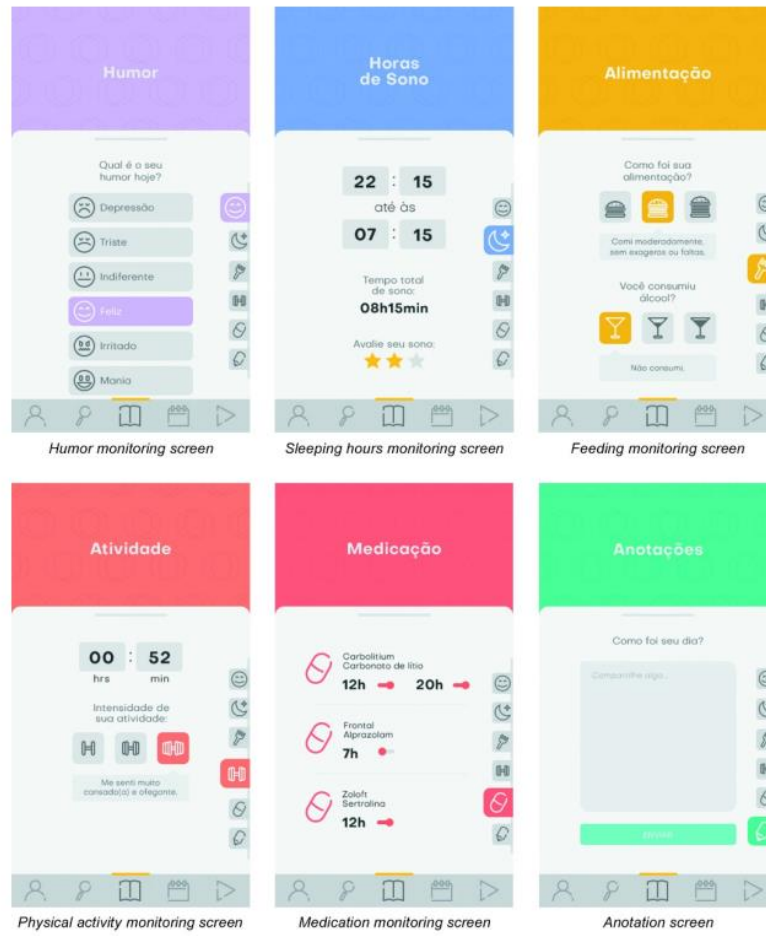 Humor
Qual é o seu
humor hoje?
Depressão
Triste
Indiferente
Feliz
Irritado
Mania
Humor monitoring screen
Horas
de Sono
22 : 15
até às
07 : 15
Tempo total
de sono:
08h15min
Avalie seu sono:
Sleeping hours monitoring screen
Alimentação
Como foi sua
alimentação?
Comi moderadamente,
sem exageros ou faltas.
Você consumiu
álcool?
Não consumi.
Feeding monitoring screen
Atividade
00 : 52
hrs min
Intensidade de
sua atividade:
Me senti muito
cansado(a) e ofegante.
Physical activity monitoring screen
Medicação
Carbolitium
Carbonato de lítio
12h 20h
Frontal
Alprazolam
7h
Zoloft
Sertralina
12h
Medication monitoring screen
Anotações
Como foi seu dia?
Compartilhe algo...
ENVIAR
Anotation screen